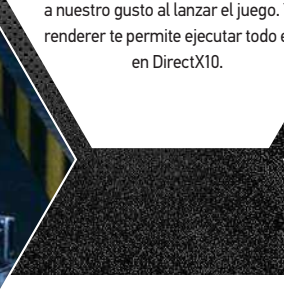 a nuestro gusto al lanzar el juego.
renderer te permite ejecutar todo
en DirectX10.